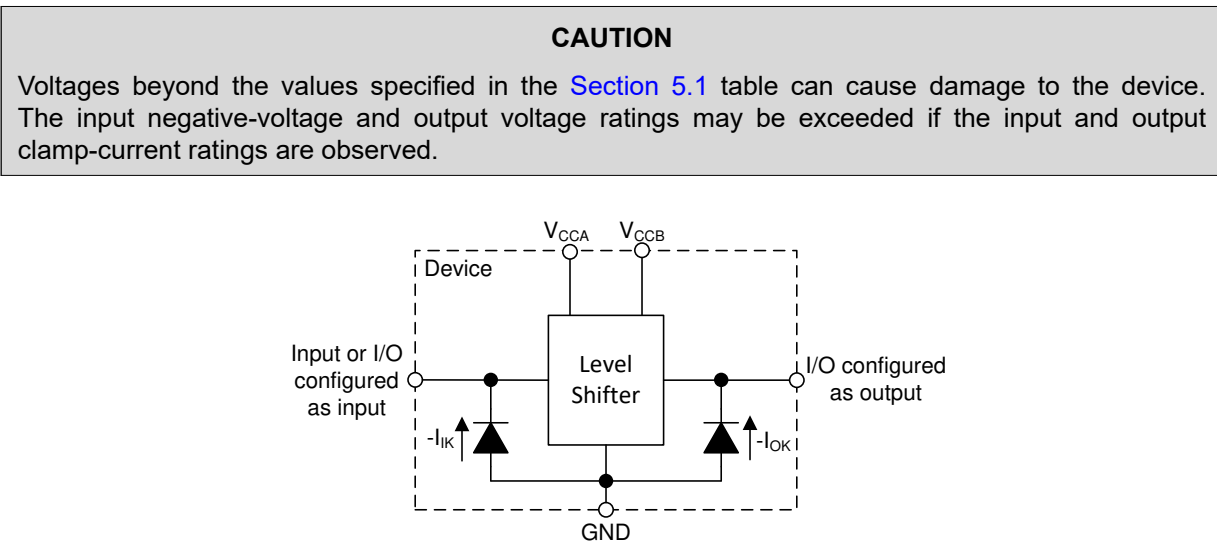 CAUTION
Voltages beyond the values specified in the Section 5.1 table can cause damage to the device.
The input negative-voltage and output voltage ratings may be exceeded if the input and output
clamp-current ratings are observed.
VCCA VCCB
Device
Input or I/O
configured
as input
Level
Shifter
I/O configured
as output
-IIK
-IOK
GND